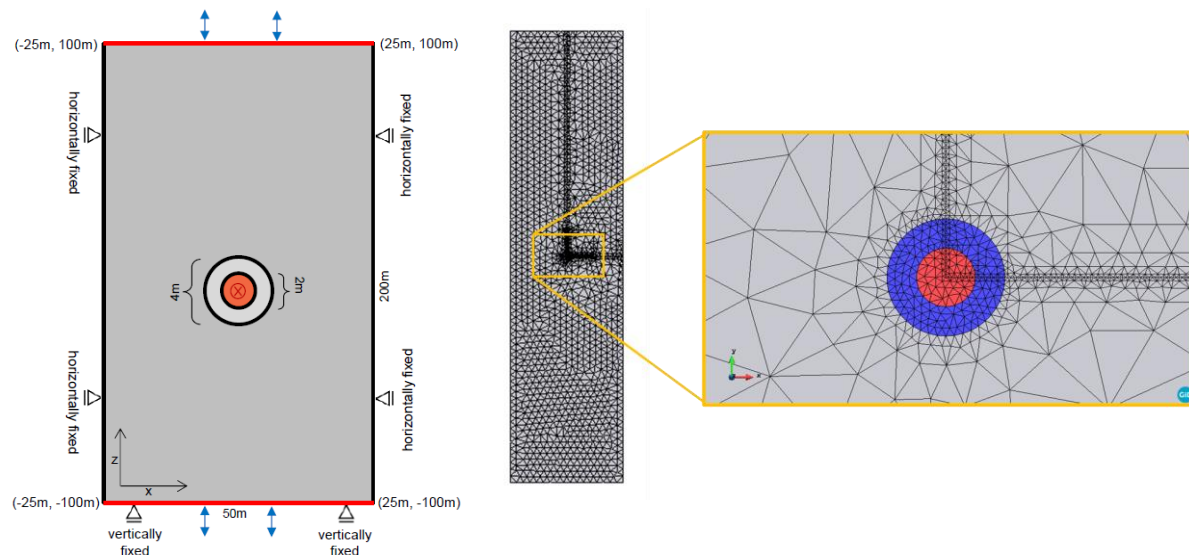 (-25m, 100m)
(25m, 100m)
horizontally fixed
horizontally fixed
4m
2m
200m
horizontally fixed
horizontally fixed
z
x
(-25m, -100m)
50m
(25m, -100m)
vertically
fixed
vertically
fixed
y
x
GiD